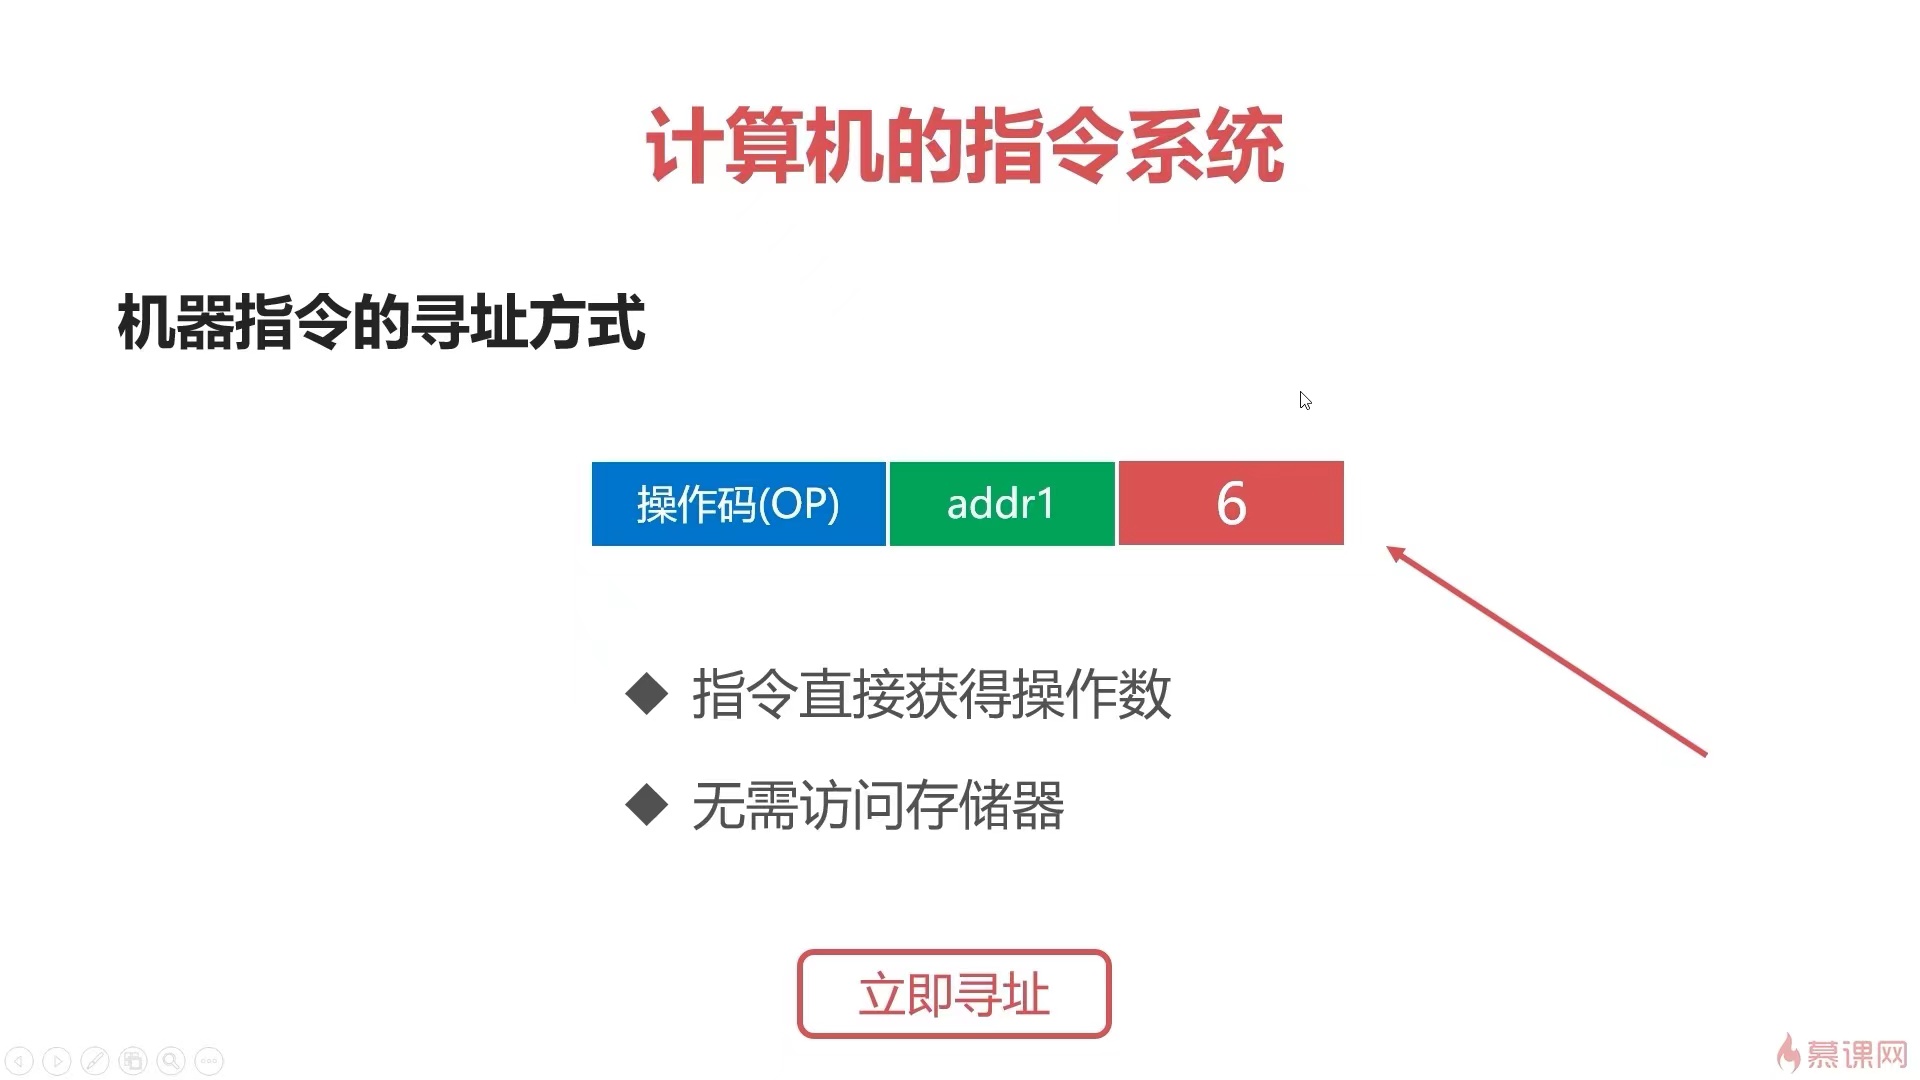 计算机的指令系统
机器指令的寻址方式
操作码(OP) addr1 6
◆ 指令直接获得操作数
◆ 无需访问存储器
立即寻址
慕课网